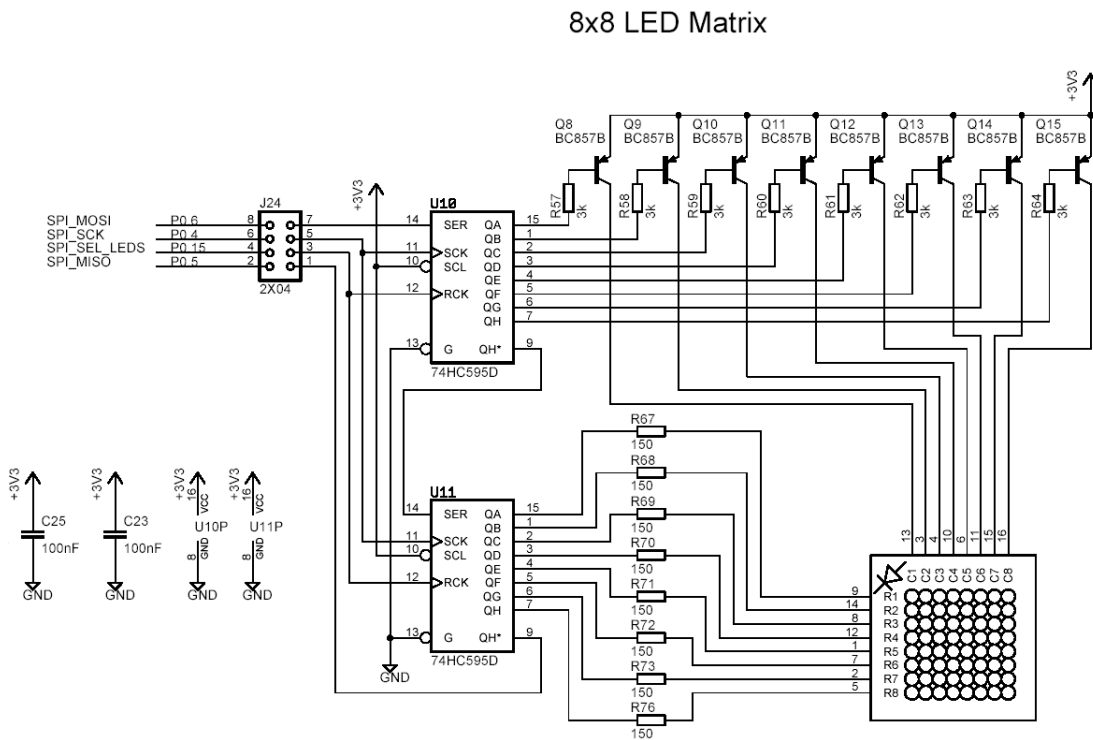 8x8 LED Matrix
+3V3
Q8 Q9 Q10 Q11 Q12 Q13 Q14 Q15
BC857B BC857B BC857B BC857B BC857B BC857B BC857B BC857B
R57 R58 R59 R60 R61 R62 R63 R64
3k 3k 3k 3k 3k 3k 3k 3k
+3V3
J24
SPI_MOSI P0.6 8 7
SPI_SCK P0.4 6 5
SPI_SEL_LEDS P0.15 4 3
SPI_MISO P0.5 2 1
2X04
U10
14 SER QA 15
QB 1
11 SCK QC 2
10 SCL QD 3
QE 4
12 RCK QF 5
QG 6
QH 7
13 G QH* 9
74HC595D
R67
150
R68
150
R69
150
R70
150
R71
150
R72
150
R73
150
R76
150
+3V3 +3V3 +3V3 +3V3
C25 C23
100nF 100nF
16 VCC 16 VCC
U10P U11P
8 GND 8 GND
GND GND GND GND
U11
14 SER QA 15
QB 1
11 SCK QC 2
10 SCL QD 3
QE 4
12 RCK QF 5
QG 6
QH 7
13 G QH* 9
74HC595D
GND
13 3 4 10 6 11 15 16
C1 C2 C3 C4 C5 C6 C7 C8
9 R1
14 R2
8 R3
12 R4
1 R5
7 R6
2 R7
5 R8